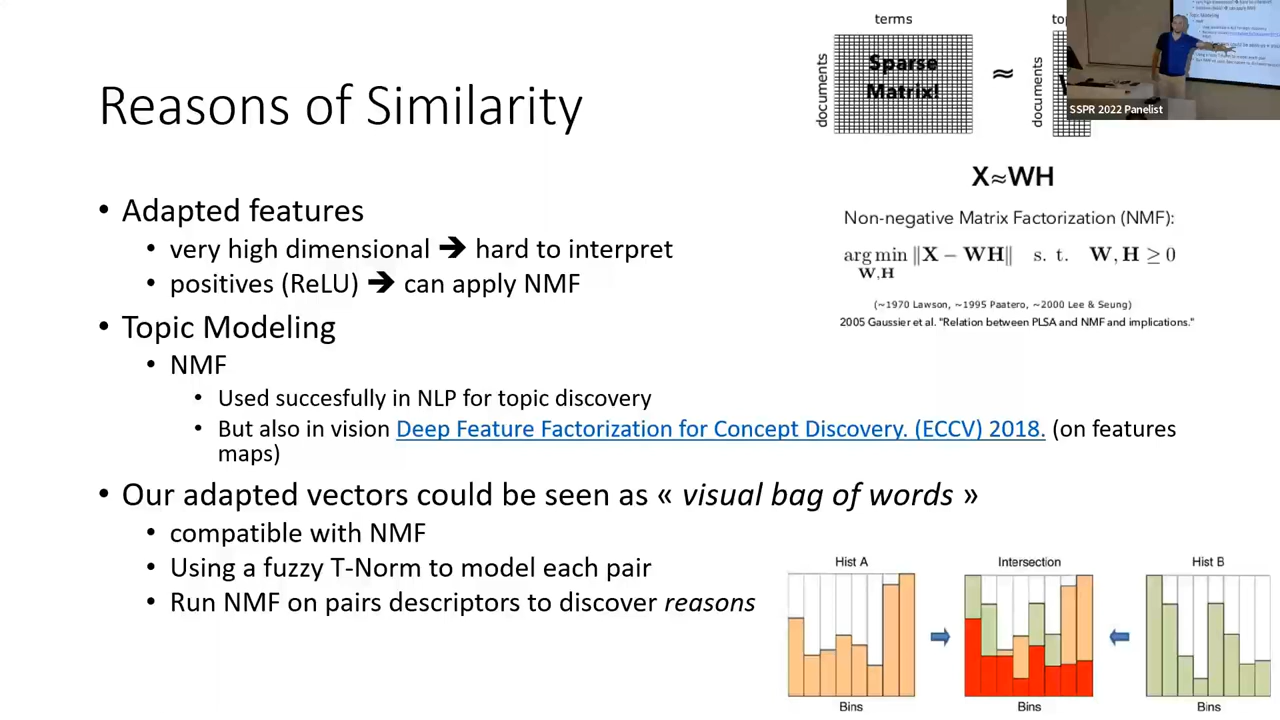 Reasons of Similarity
• Adapted features
• very high dimensional 🡺 hard to interpret
• positives (ReLU) 🡺 can apply NMF
• Topic Modeling
• NMF
• Used succesfully in NLP for topic discovery
• But also in vision Deep Feature Factorization for Concept Discovery. (ECCV) 2018. (on features
maps)
• Our adapted vectors could be seen as « visual bag of words »
• compatible with NMF
• Using a fuzzy T-Norm to model each pair
• Run NMF on pairs descriptors to discover reasons
terms
documents
Sparse
Matrix!
≈
documents
SSPR 2022 Panelist
X≈WH
Non-negative Matrix Factorization (NMF):
arg min ‖X − WH‖ s. t. W, H ≥ 0
W,H
(~1970 Lawson, ~1995 Paatero, ~2000 Lee & Seung)
2005 Gaussier et al. "Relation between PLSA and NMF and implications."
Hist A
Intersection
Hist B
Bins
Bins
Bins